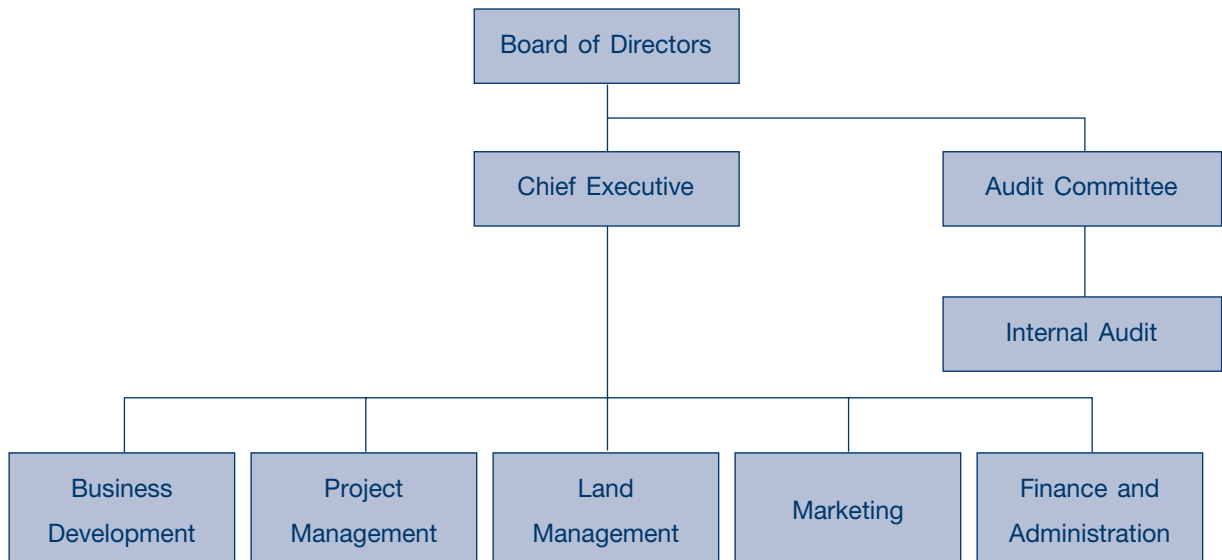 Board of Directors
Chief Executive
Audit Committee
Internal Audit
Business
Development
Project
Management
Land
Management
Marketing
Finance and
Administration